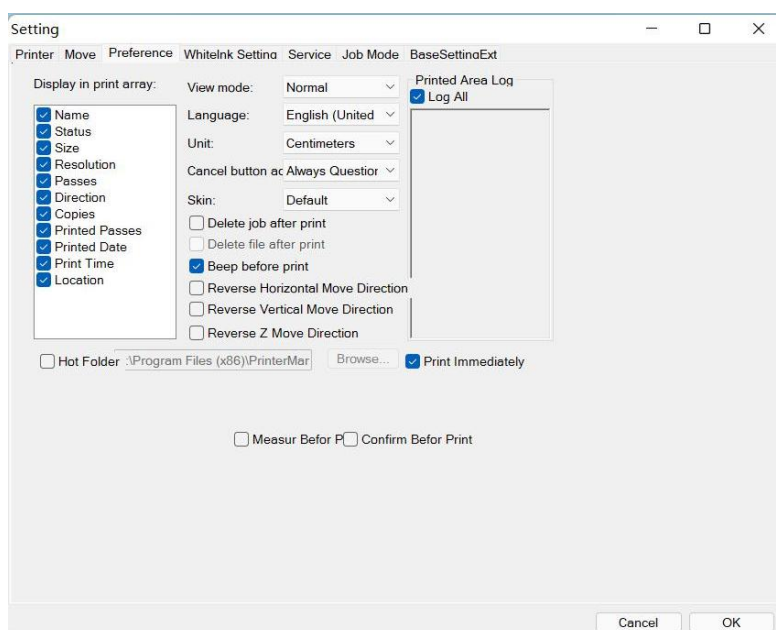 Setting
Printer Move Preference WhiteInk Setting Service Job Mode BaseSettingExt
Display in print array:
Name
Status
Size
Resolution
Passes
Direction
Copies
Printed Passes
Printed Date
Print Time
Location
View mode: Normal
Language: English (United
Unit: Centimeters
Cancel button ac Always Question
Skin: Default
Delete job after print
Delete file after print
Beep before print
Reverse Horizontal Move Direction
Reverse Vertical Move Direction
Reverse Z Move Direction
Printed Area Log
Log All
Hot Folder :\Program Files (x86)\PrinterMar Browse... Print Immediately
Measur Befor P Confirm Befor Print
Cancel OK